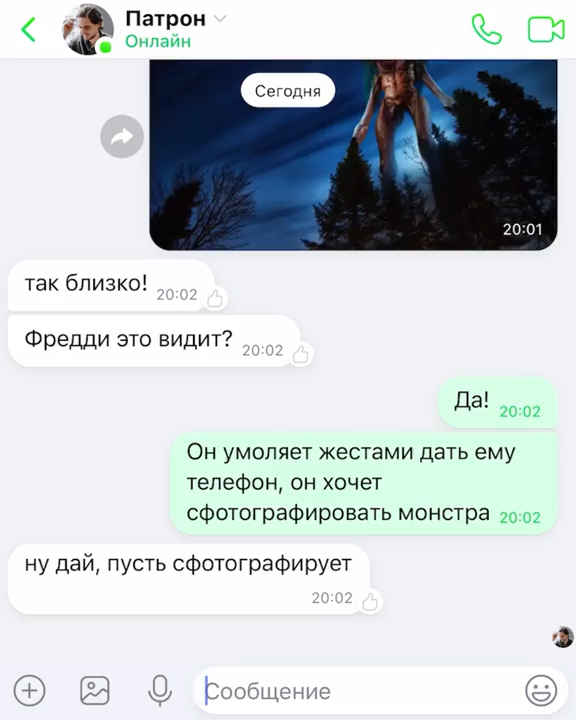 Патрон
Онлайн
Сегодня
20:01
так близко! 20:02
Фредди это видит? 20:02
Да! 20:02
Он умоляет жестами дать ему
телефон, он хочет
сфотографировать монстра 20:02
ну дай, пусть сфотографирует
20:02
Сообщение